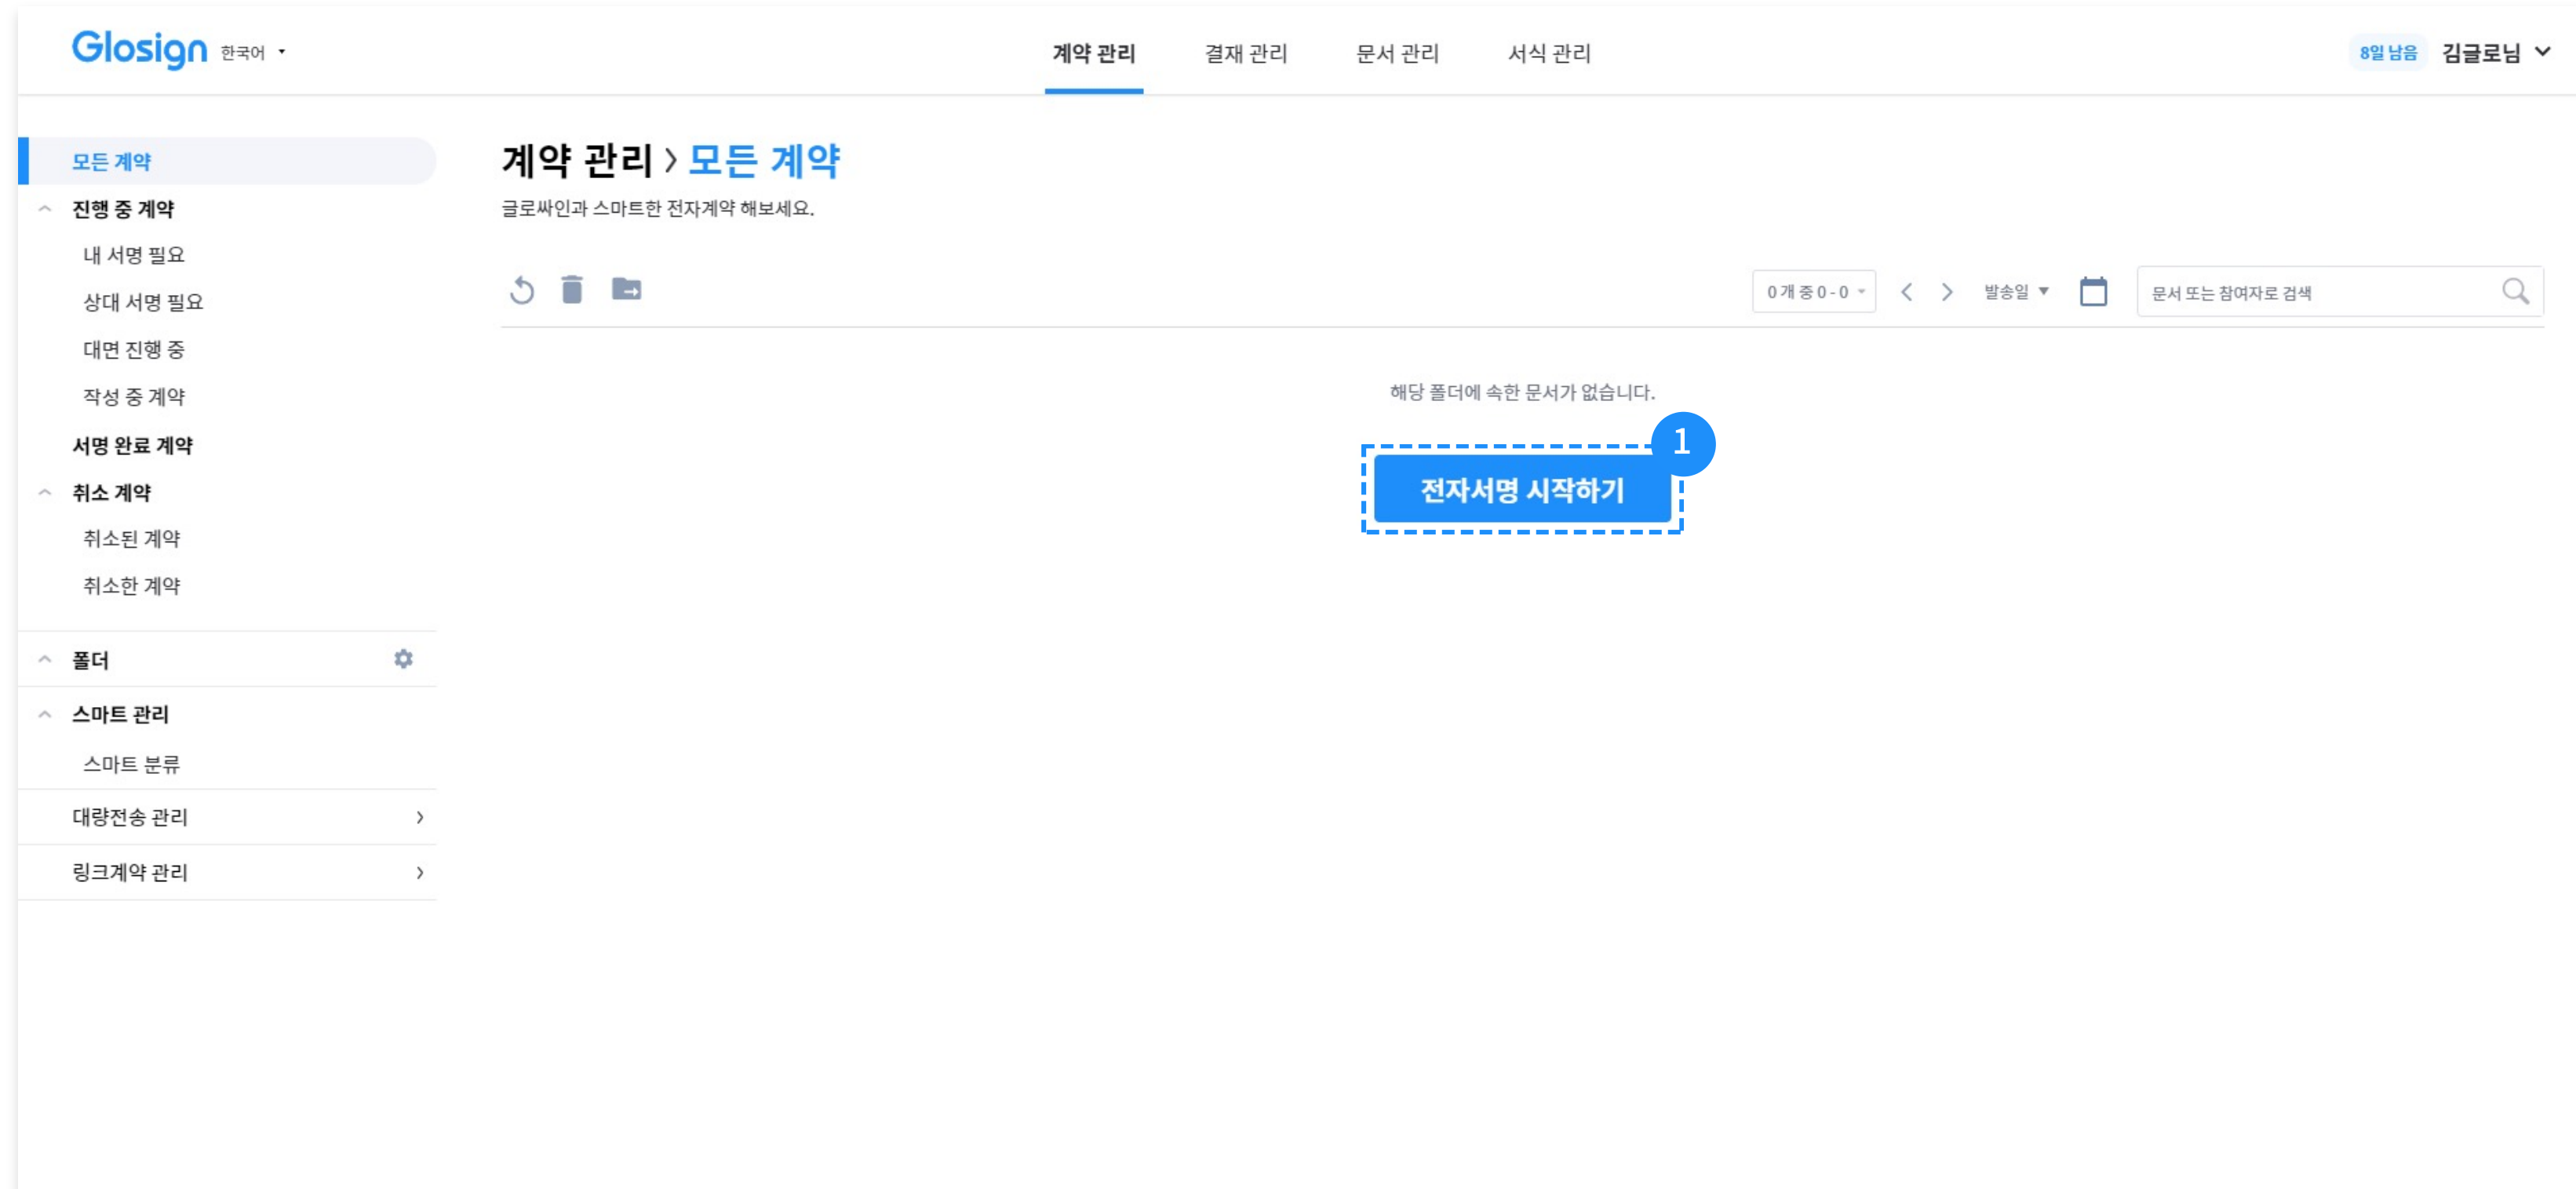 Glosign 한국어
계약 관리 결재 관리 문서 관리 서식 관리
8일 남음 김글로님
모든 계약
진행 중 계약
내 서명 필요
상대 서명 필요
대면 진행 중
작성 중 계약
서명 완료 계약
취소 계약
취소된 계약
취소한 계약
폴더
스마트 관리
스마트 분류
대량전송 관리
링크계약 관리
계약 관리 > 모든 계약
글로싸인과 스마트한 전자계약 해보세요.
0 개 중 0 - 0 발송일 문서 또는 참여자로 검색
해당 폴더에 속한 문서가 없습니다.
1
전자서명 시작하기